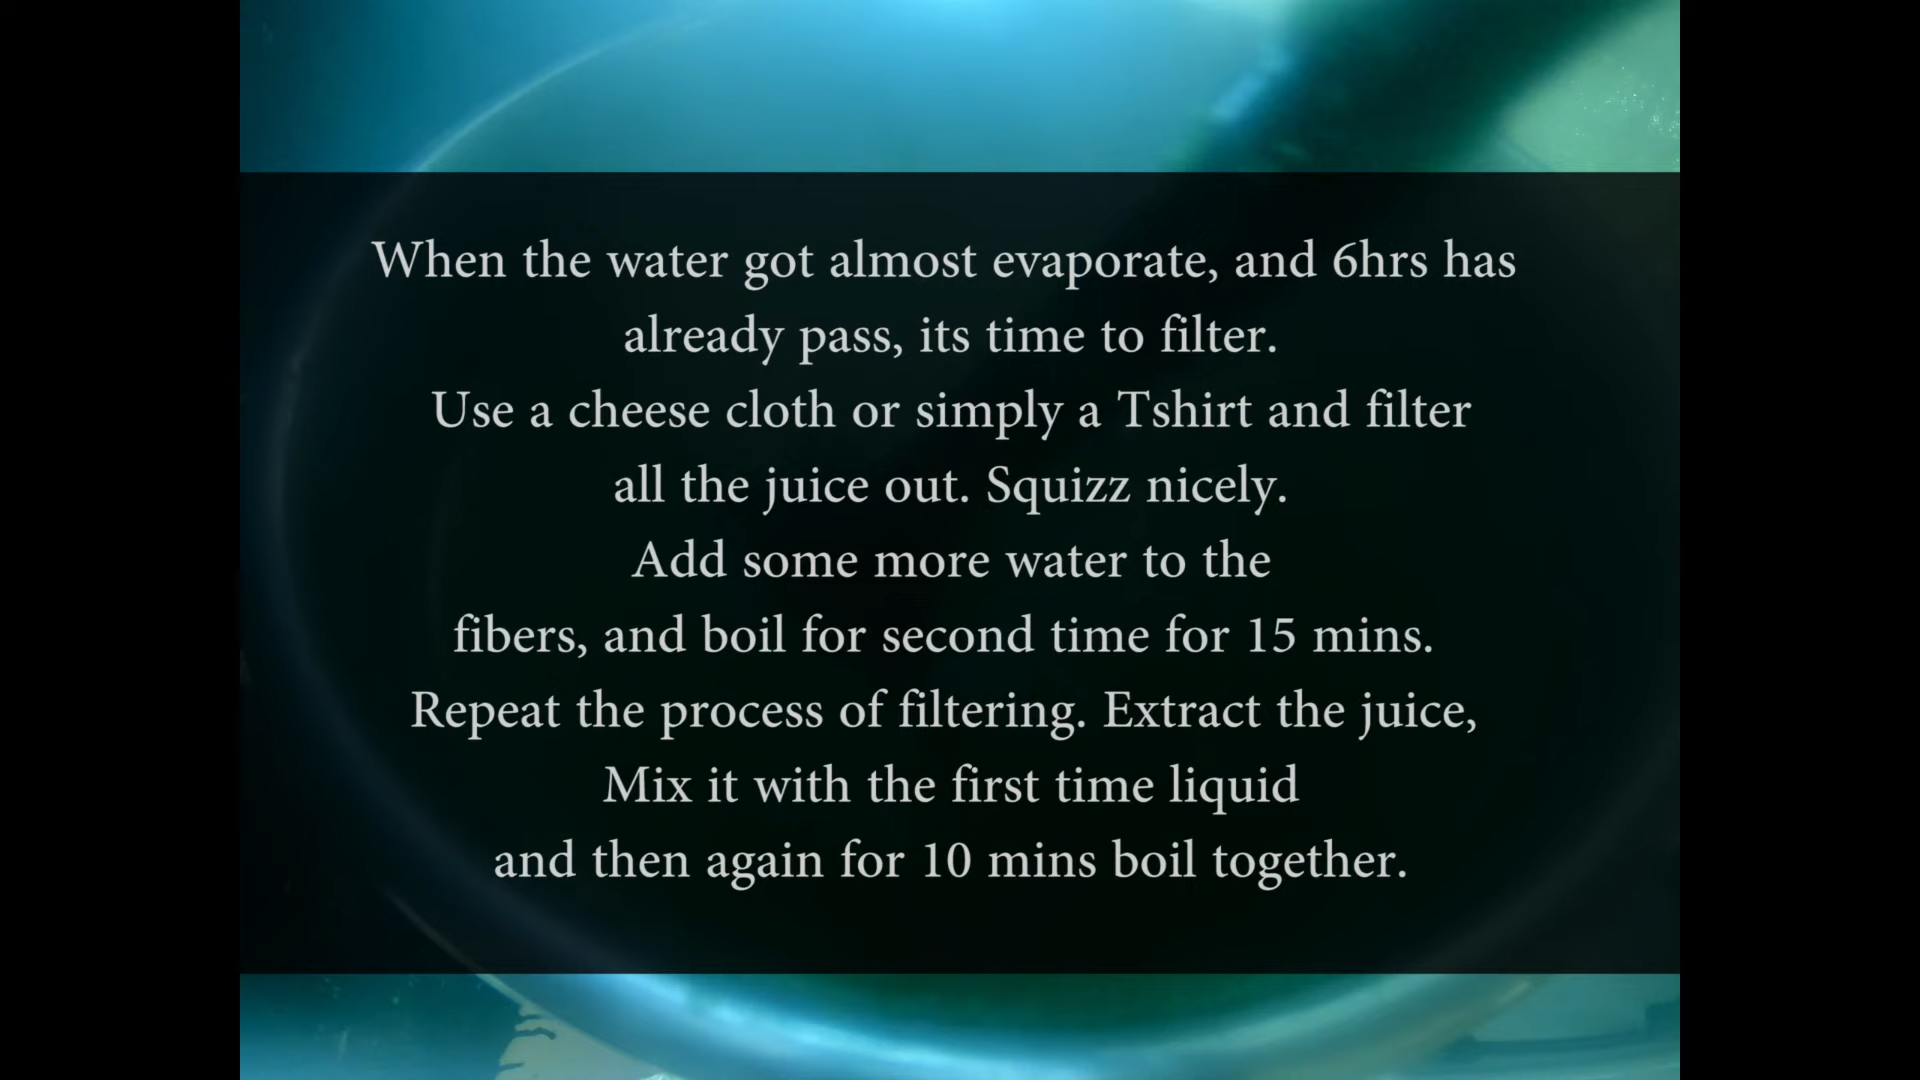 When the water got almost evaporate, and 6hrs has
already pass, its time to filter.
Use a cheese cloth or simply a Tshirt and filter
all the juice out. Squizz nicely.
Add some more water to the
fibers, and boil for second time for 15 mins.
Repeat the process of filtering. Extract the juice,
Mix it with the first time liquid
and then again for 10 mins boil together.